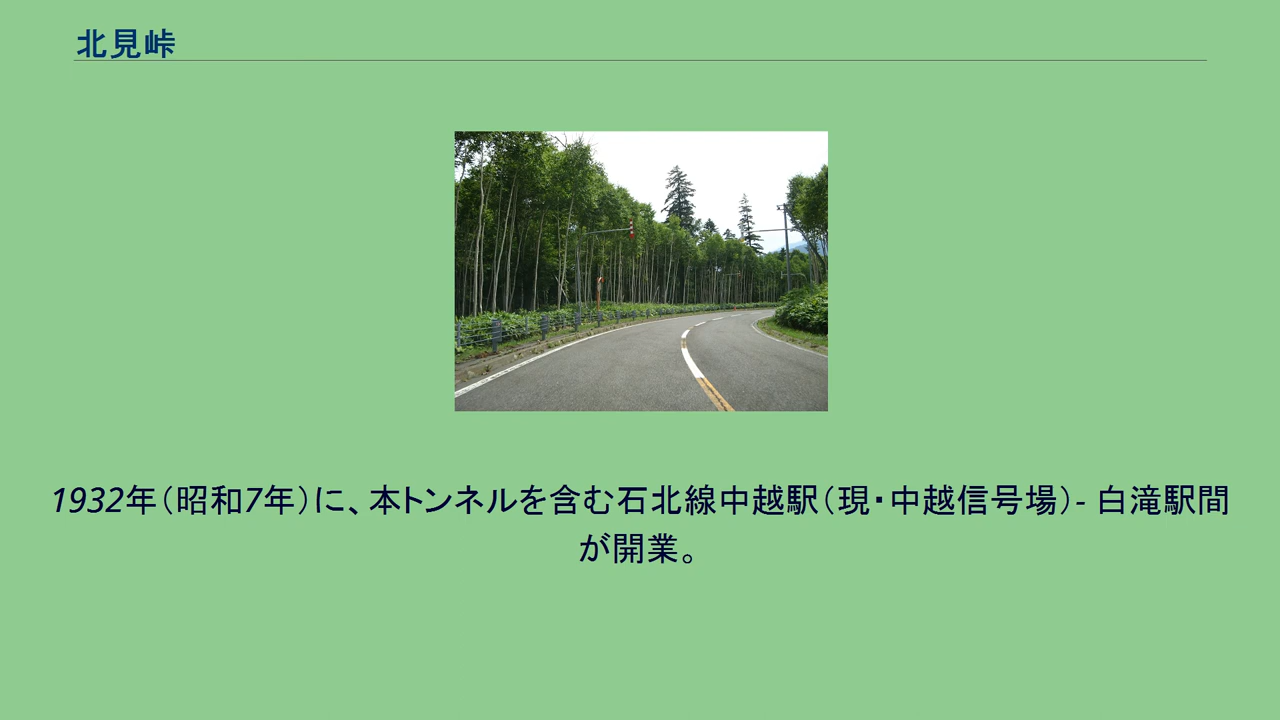 北見峠
1932年（昭和7年）に、本トンネルを含む石北線中越駅（現・中越信号場）- 白滝駅間
が開業。